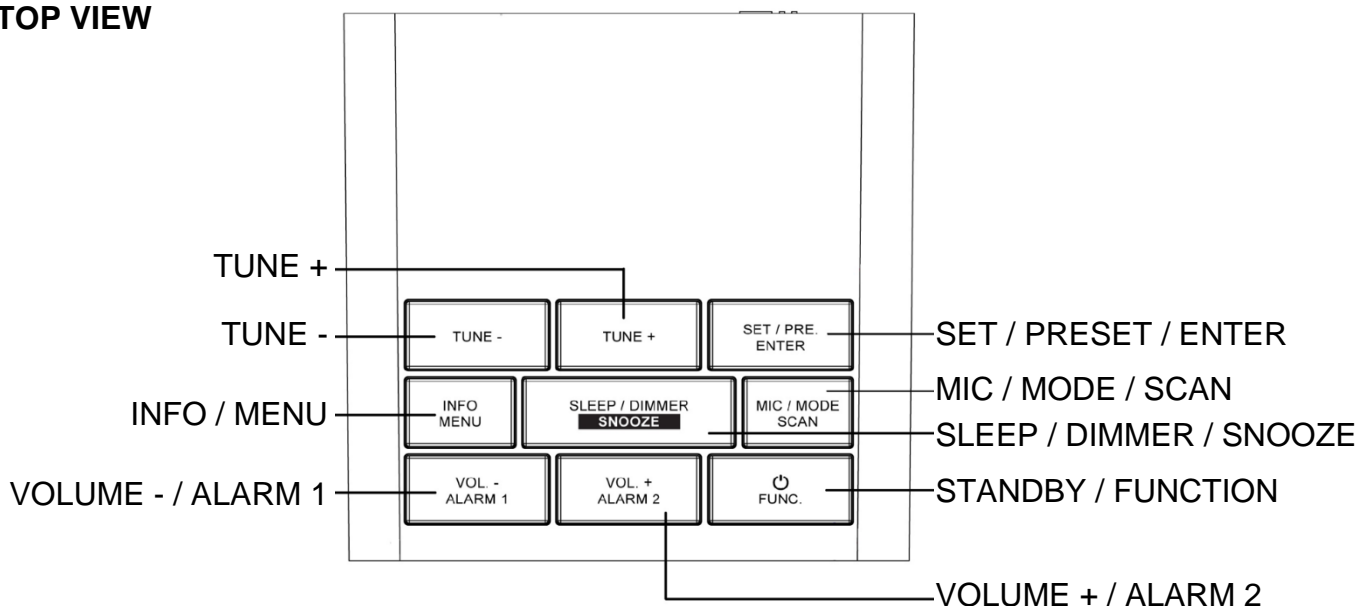 TOP VIEW
TUNE +
TUNE -
INFO / MENU
VOLUME - / ALARM 1
TUNE -
TUNE +
SET / PRE.
ENTER
INFO
MENU
SLEEP / DIMMER
SNOOZE
MIC / MODE
SCAN
VOL. -
ALARM 1
VOL. +
ALARM 2
FUNC.
SET / PRESET / ENTER
MIC / MODE / SCAN
SLEEP / DIMMER / SNOOZE
STANDBY / FUNCTION
VOLUME + / ALARM 2